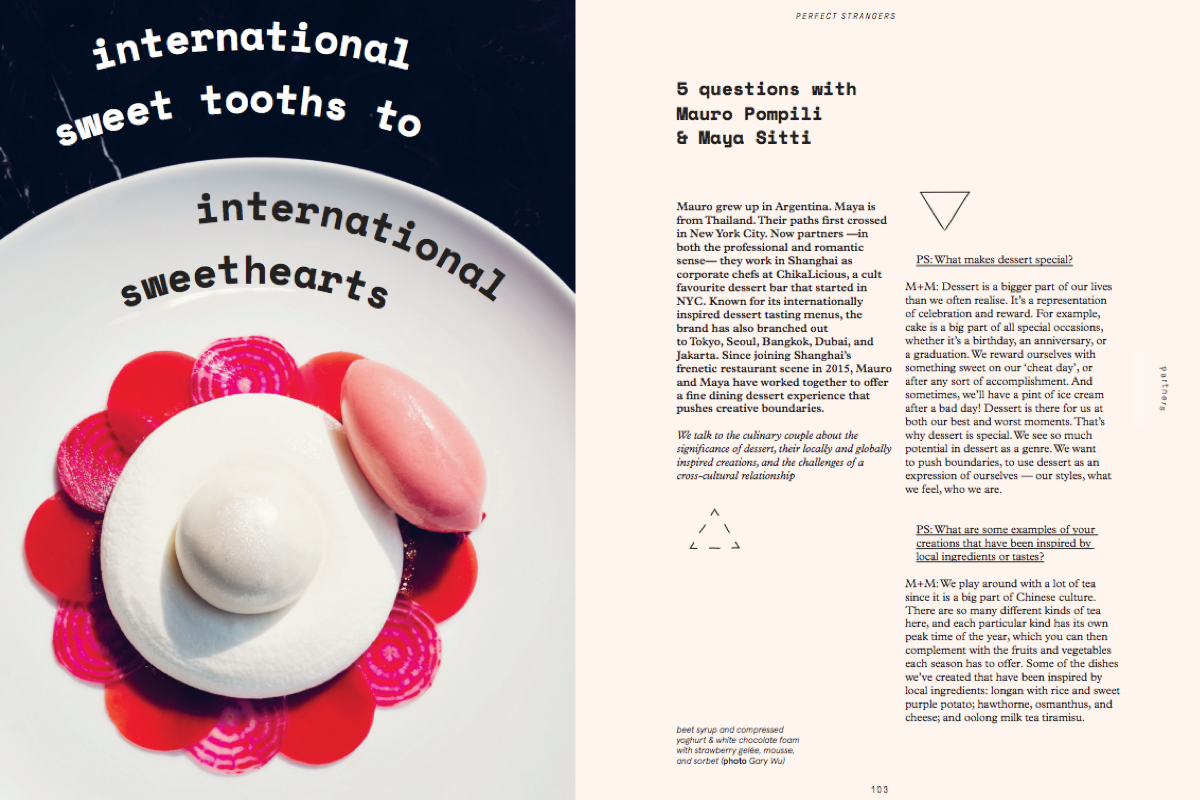 international
sweet tooths to
international
sweethearts
PERFECT STRANGERS
5 questions with
Mauro Pompili
& Maya Sitti
Mauro grew up in Argentina. Maya is
from Thailand. Their paths first crossed
in New York City. Now partners —in
both the professional and romantic
sense— they work in Shanghai as
corporate chefs at ChikaLicious, a cult
favourite dessert bar that started in
NYC. Known for its internationally
inspired dessert tasting menus, the
brand has also branched out
to Tokyo, Seoul, Bangkok, Dubai, and
Jakarta. Since joining Shanghai's
frenetic restaurant scene in 2015, Mauro
and Maya have worked together to offer
a fine dining dessert experience that
pushes creative boundaries.
We talk to the culinary couple about the
significance of dessert, their locally and globally
inspired creations, and the challenges of a
cross-cultural relationship
beet syrup and compressed
yoghurt & white chocolate foam
with strawberry gelée, mousse,
and sorbet (photo Gary Wu)
PS: What makes dessert special?
M+M: Dessert is a bigger part of our lives
than we often realise. It's a representation
of celebration and reward. For example,
cake is a big part of all special occasions,
whether it's a birthday, an anniversary, or
a graduation. We reward ourselves with
something sweet on our 'cheat day', or
after any sort of accomplishment. And
sometimes, we'll have a pint of ice cream
after a bad day! Dessert is there for us at
both our best and worst moments. That's
why dessert is special. We see so much
potential in dessert as a genre. We want
to push boundaries, to use dessert as an
expression of ourselves — our styles, what
we feel, who we are.
PS: What are some examples of your
creations that have been inspired by
local ingredients or tastes?
M+M: We play around with a lot of tea
since it is a big part of Chinese culture.
There are so many different kinds of tea
here, and each particular kind has its own
peak time of the year, which you can then
complement with the fruits and vegetables
each season has to offer. Some of the dishes
we've created that have been inspired by
local ingredients: longan with rice and sweet
purple potato; hawthorne, osmanthus, and
cheese; and oolong milk tea tiramisu.
partners
103